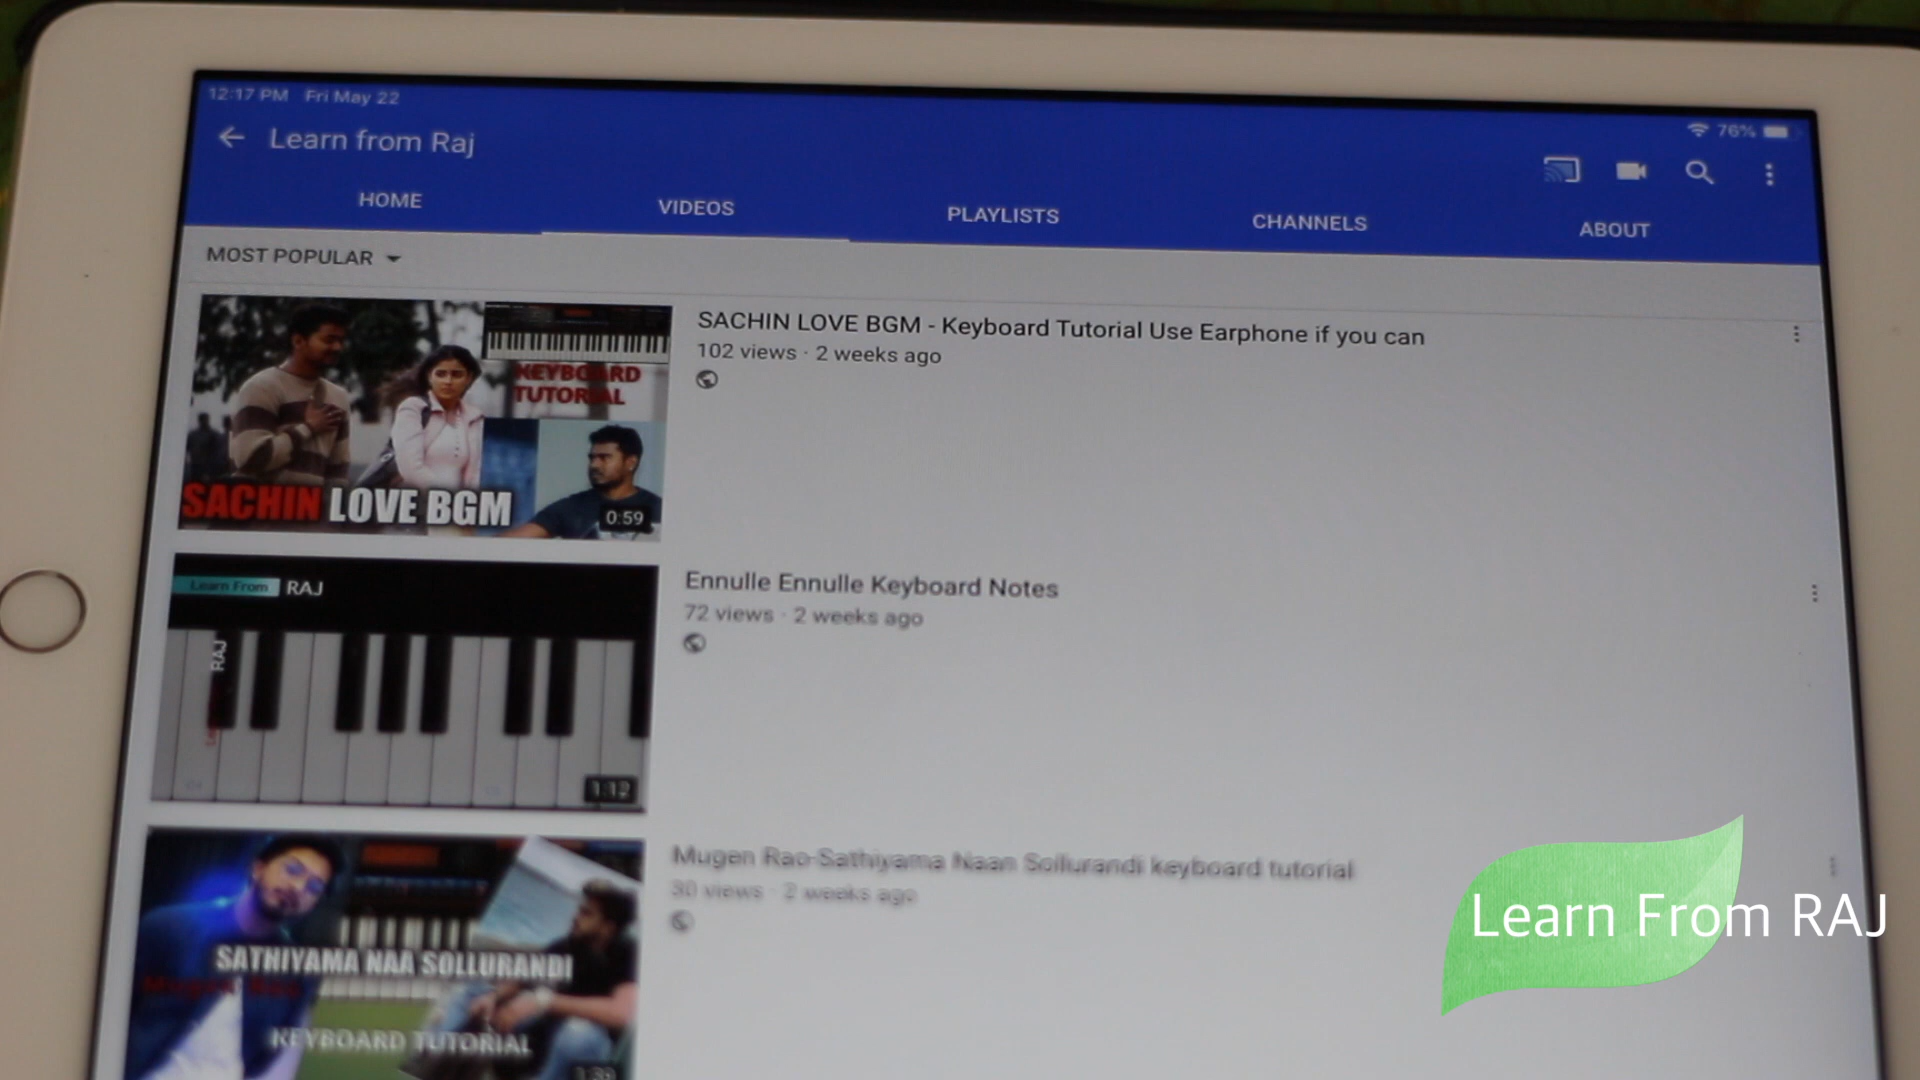 12:17 PM Fri May 22
76%
Learn from Raj
HOME
VIDEOS
PLAYLISTS
CHANNELS
ABOUT
MOST POPULAR
SACHIN LOVE BGM - Keyboard Tutorial Use Earphone if you can
102 views · 2 weeks ago
KEYBOARD
TUTORIAL
SACHIN LOVE BGM
0:59
Learn From RAJ
Ennulle Ennulle Keyboard Notes
72 views · 2 weeks ago
RAJ
1:12
Mugen Rao-Sathiyama Naan Sollurandi keyboard tutorial
30 views · 2 weeks ago
SATHIYAMA NAA SOLLURANDI
Mugen Rao
KEYBOARD TUTORIAL
Learn From RAJ